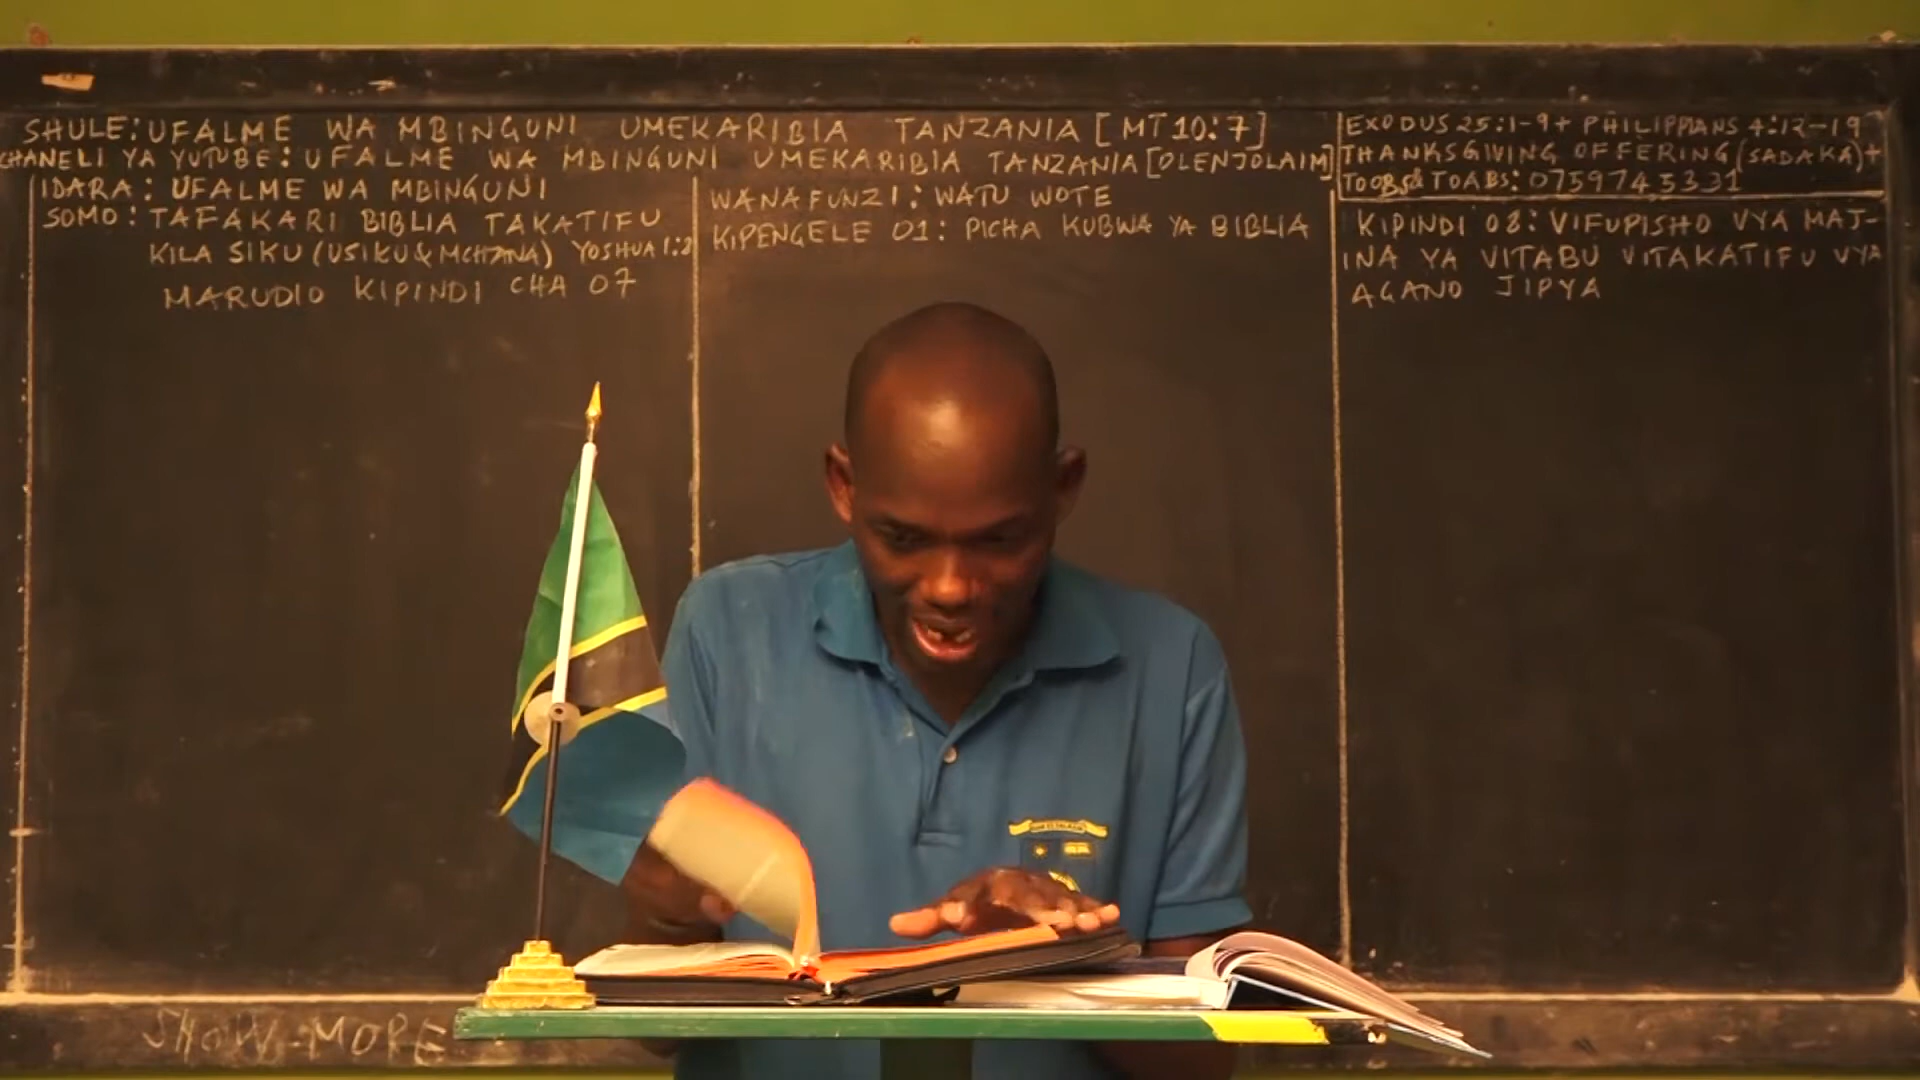 SHULE: UFALME WA MBINGUNI UMEKARIBIA TANZANIA [MT 10:7]
CHANELI YA YUTUBE: UFALME WA MBINGUNI UMEKARIBIA TANZANIA [OLENJOLAIM]
IDARA: UFALME WA MBINGUNI
SOMO: TAFAKARI BIBLIA TAKATIFU
KILA SIKU (USIKU & MCHANA) YOSHUA 1:8
MARUDIO KIPINDI CHA 07
WANAFUNZI: WATU WOTE
KIPENGELE 01: PICHA KUBWA YA BIBLIA
EXODUS 25:1-9 + PHILIPPIANS 4:12-19
THANKSGIVING OFFERING (SADAKA) +
TOOBS & TOABS: 0759745331
KIPINDI 08: VIFUPISHO VYA MAJ-
INA YA VITABU VITAKATIFU VYA
AGANO JIPYA
SHOW MORE